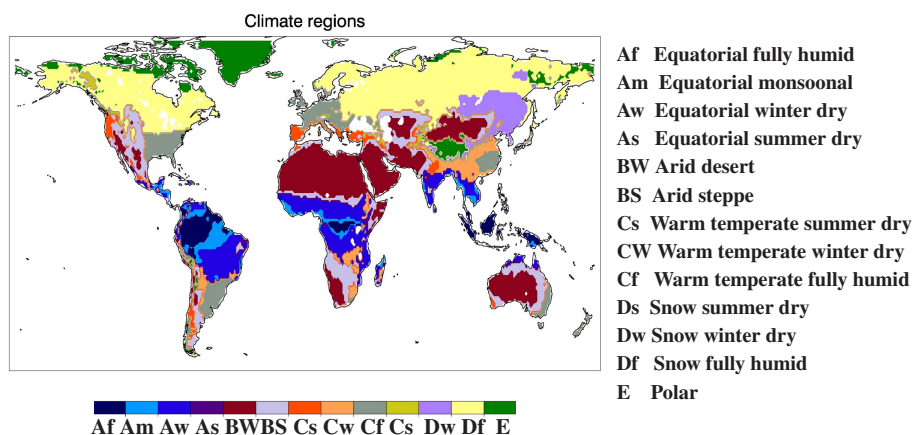 Climate regions
Af Equatorial fully humid
Am Equatorial monsoonal
Aw Equatorial winter dry
As Equatorial summer dry
BW Arid desert
BS Arid steppe
Cs Warm temperate summer dry
CW Warm temperate winter dry
Cf Warm temperate fully humid
Ds Snow summer dry
Dw Snow winter dry
Df Snow fully humid
E Polar
Af Am Aw As BWBS Cs Cw Cf Cs Dw Df E